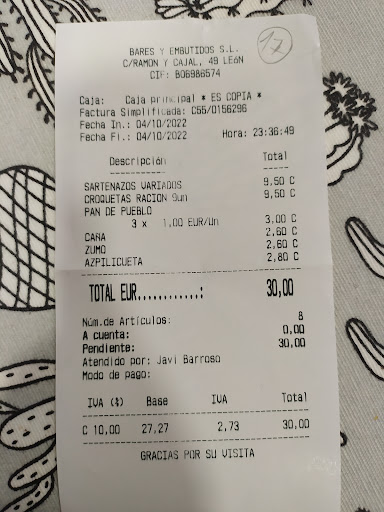 17
BARES Y EMBUTIDOS S.L.
C/RAMON Y CAJAL, 49 LEóN
CIF: B06986574
Caja: Caja principal * ES COPIA *
Factura Simplificada: C55/0156296
Fecha In.: 04/10/2022
Fecha Fi.: 04/10/2022 Hora: 23:36:49
Descripción Total
SARTENAZOS VARIADOS 9,50 C
CROQUETAS RACION 9un 9,50 C
PAN DE PUEBLO
3 x 1,00 EUR/Un 3,00 C
CAÑA 2,60 C
ZUMO 2,60 C
AZPILICUETA 2,80 C
TOTAL EUR............: 30,00
Núm.de Artículos: 8
A cuenta: 0,00
Pendiente: 30,00
Atendido por: Javi Barroso
Modo de pago:
IVA (%) Base IVA Total
C 10,00 27,27 2,73 30,00
GRACIAS POR SU VISITA